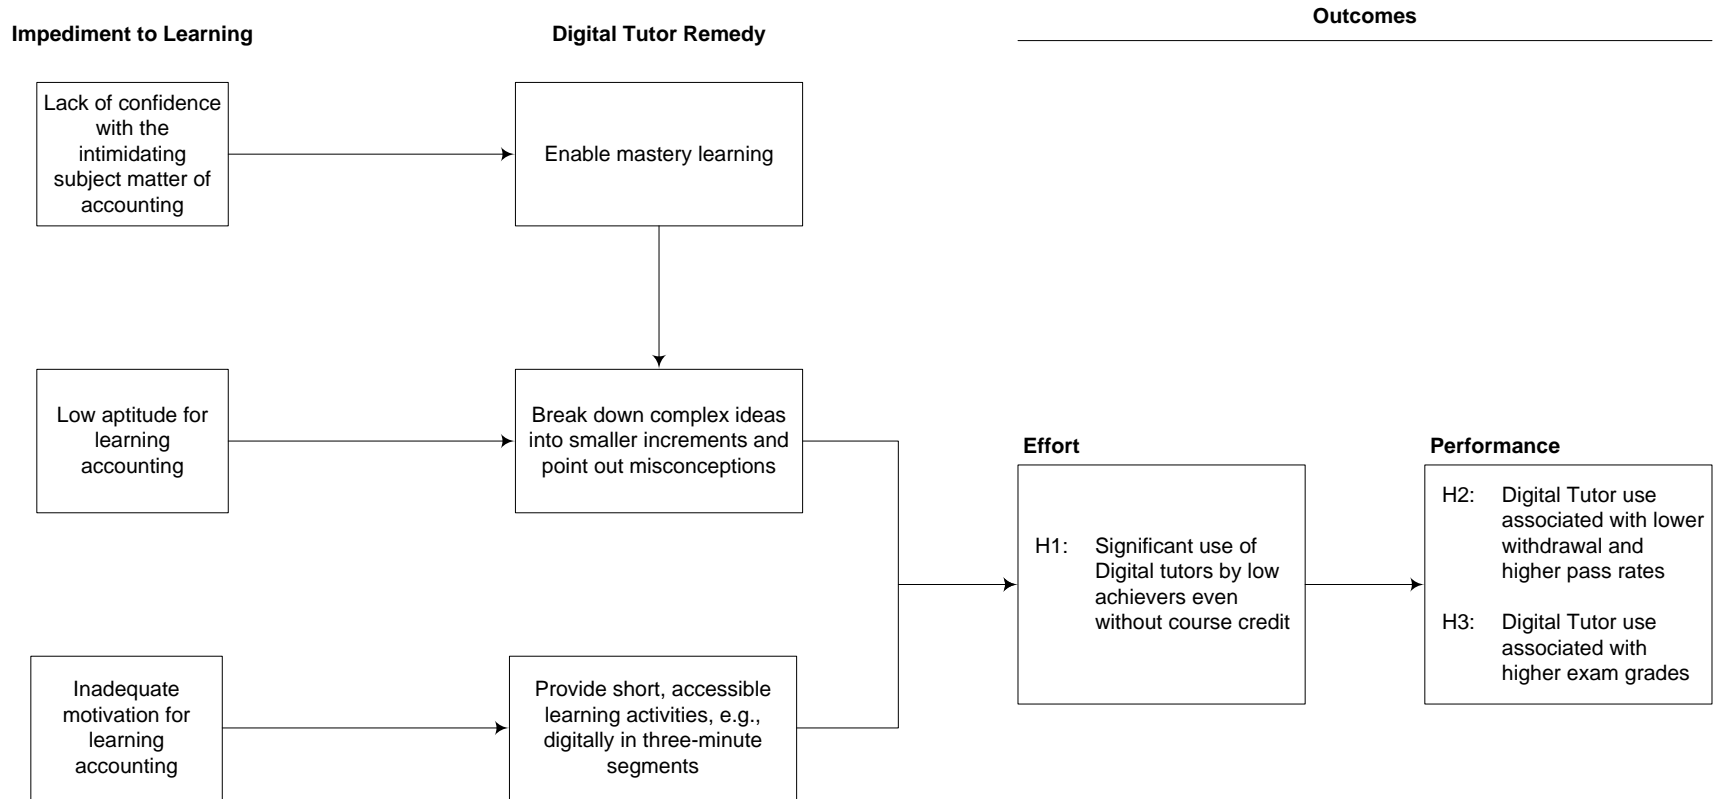 Outcomes
Impediment to Learning
Digital Tutor Remedy
Lack of confidence
with the
intimidating
subject matter of
accounting
Enable mastery learning
Low aptitude for
learning
accounting
Break down complex ideas
into smaller increments and
point out misconceptions
Inadequate
motivation for
learning
accounting
Provide short, accessible
learning activities, e.g.,
digitally in three-minute
segments
Effort
H1: Significant use of
Digital tutors by low
achievers even
without course credit
Performance
H2: Digital Tutor use
associated with lower
withdrawal and
higher pass rates
H3: Digital Tutor use
associated with
higher exam grades